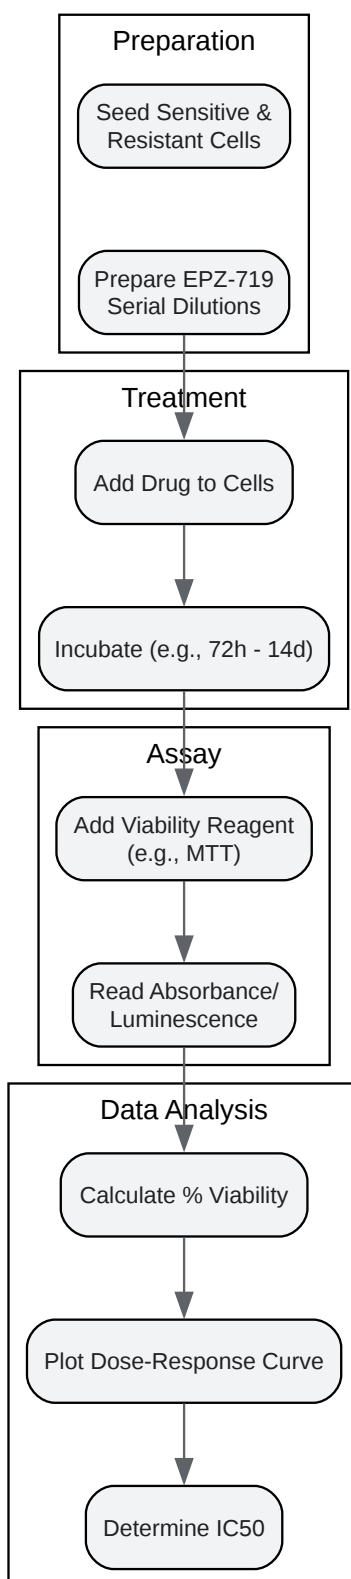 Preparation
Seed Sensitive &
Resistant Cells
Prepare EPZ-719
Serial Dilutions
Treatment
Add Drug to Cells
Incubate (e.g., 72h - 14d)
Assay
Add Viability Reagent
(e.g., MTT)
Read Absorbance/
Luminescence
Data Analysis
Calculate % Viability
Plot Dose-Response Curve
Determine IC50